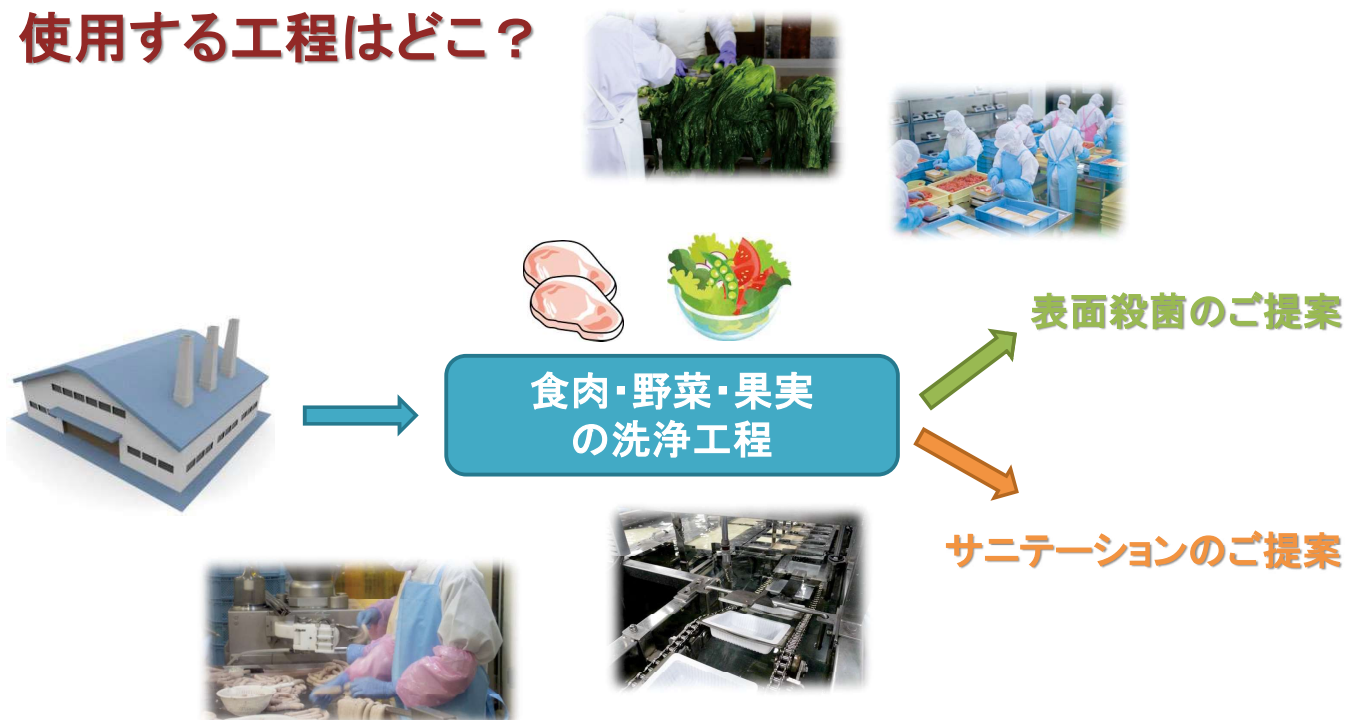 使用する工程はどこ？
表面殺菌のご提案
食肉・野菜・果実
の洗浄工程
サニテーションのご提案